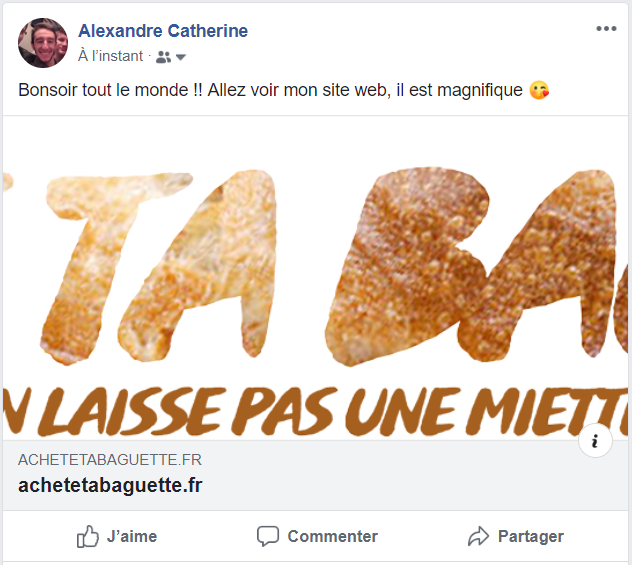 Alexandre Catherine
À l'instant ·
Bonsoir tout le monde !! Allez voir mon site web, il est magnifique 😘
TA BA
N LAISSE PAS UNE MIETT
ACHETETABAGUETTE.FR
achetetabaguette.fr
J'aime
Commenter
Partager